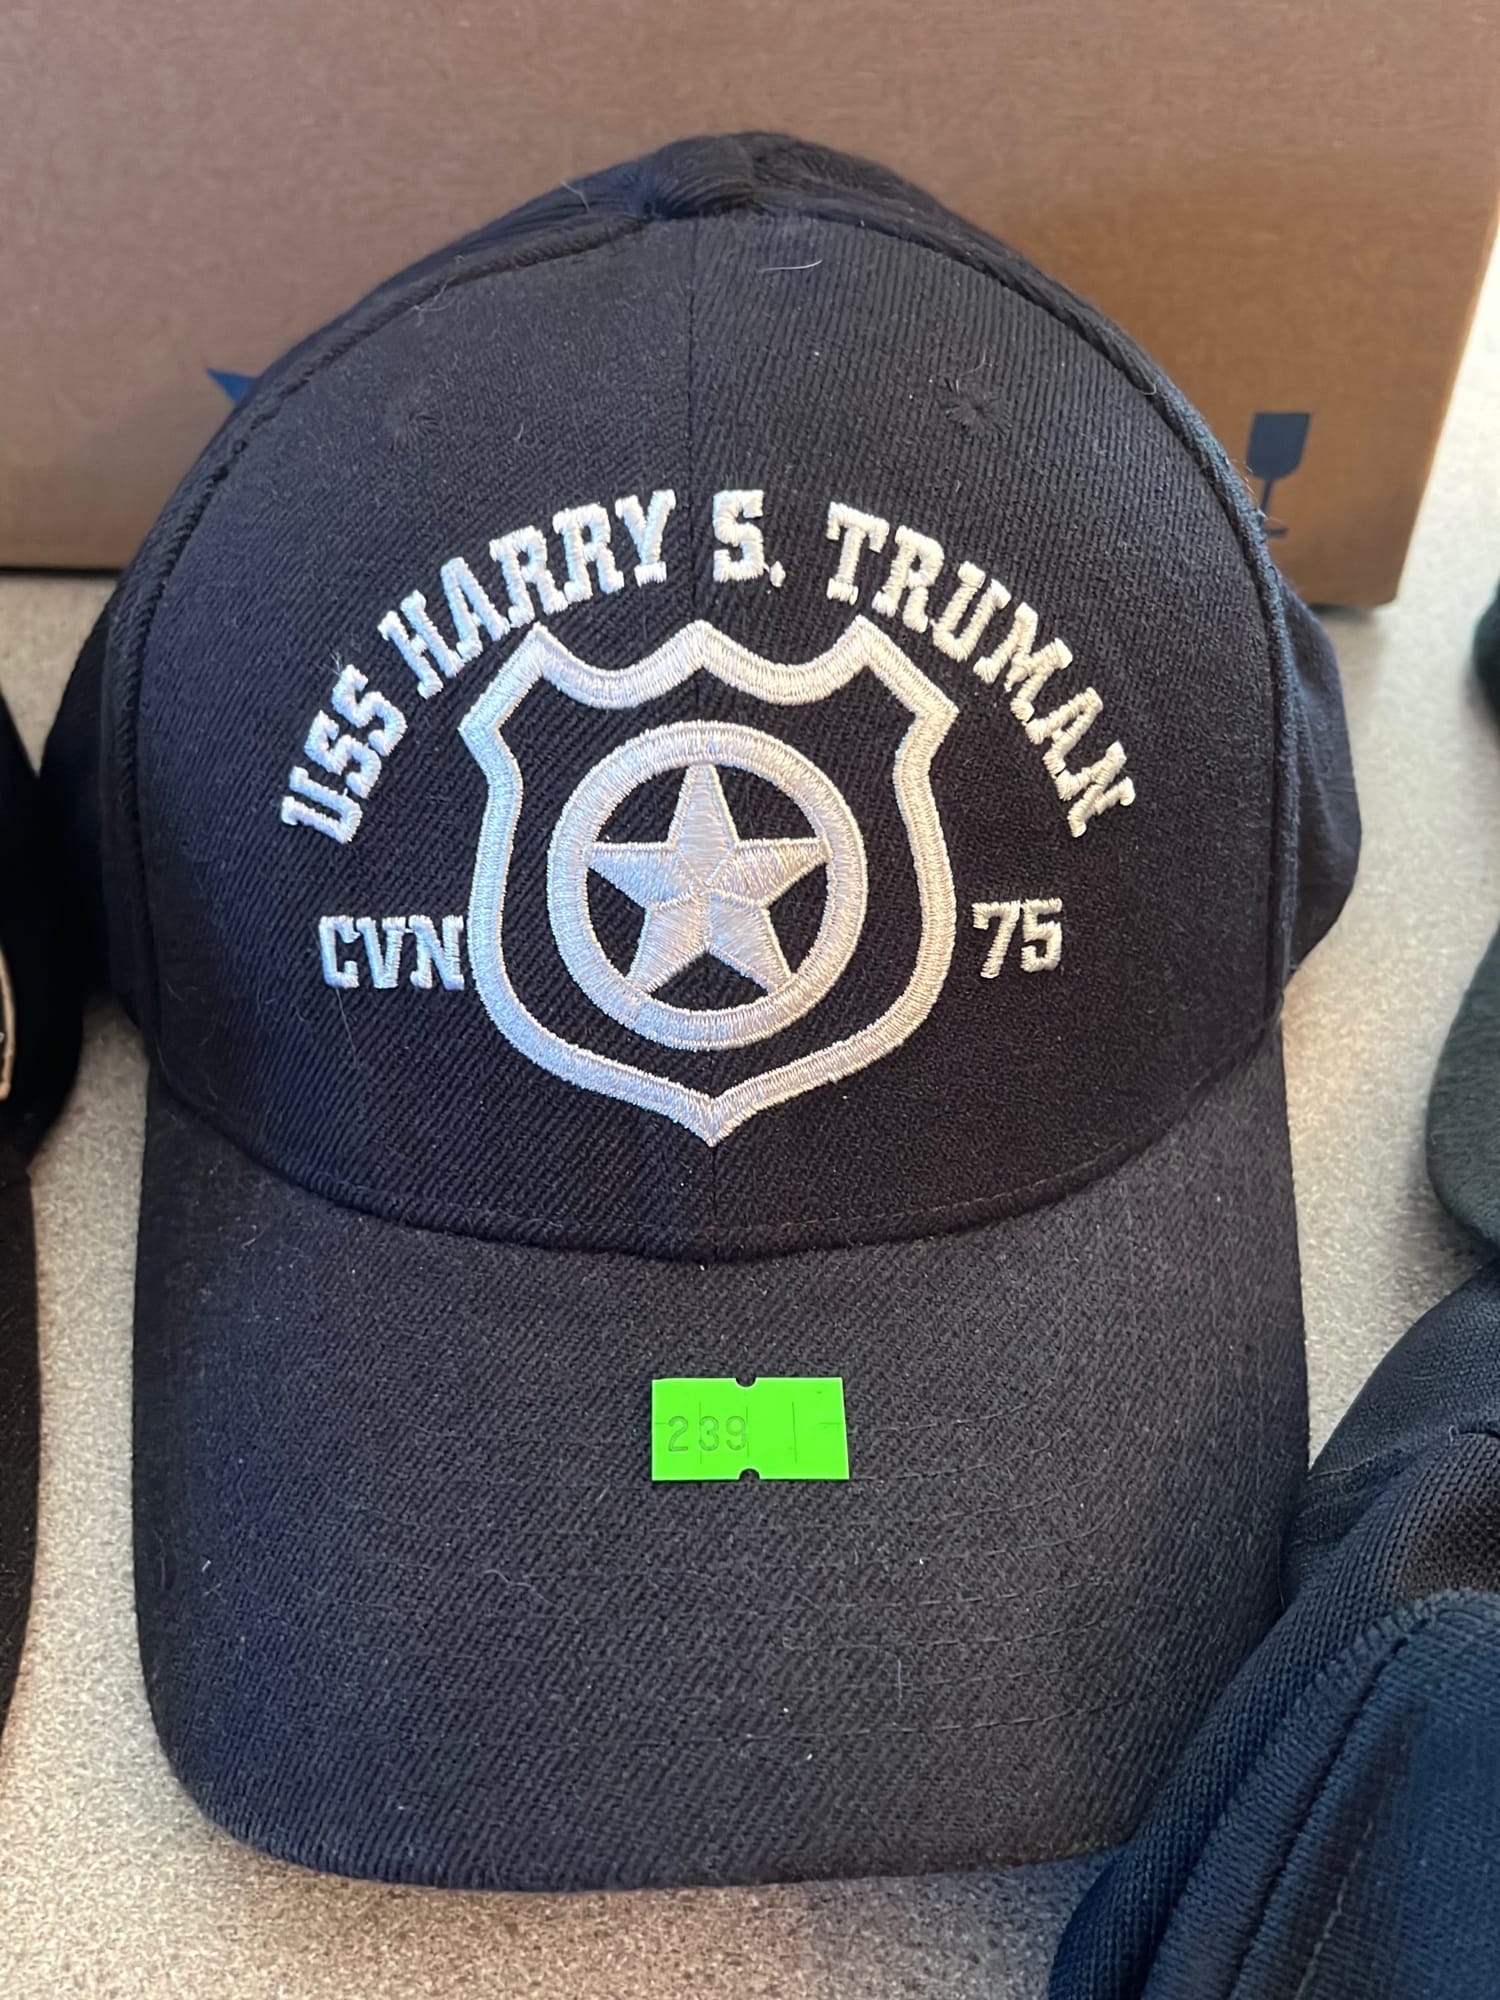 USS HARRY S. TRUMAN
CVN 75
239